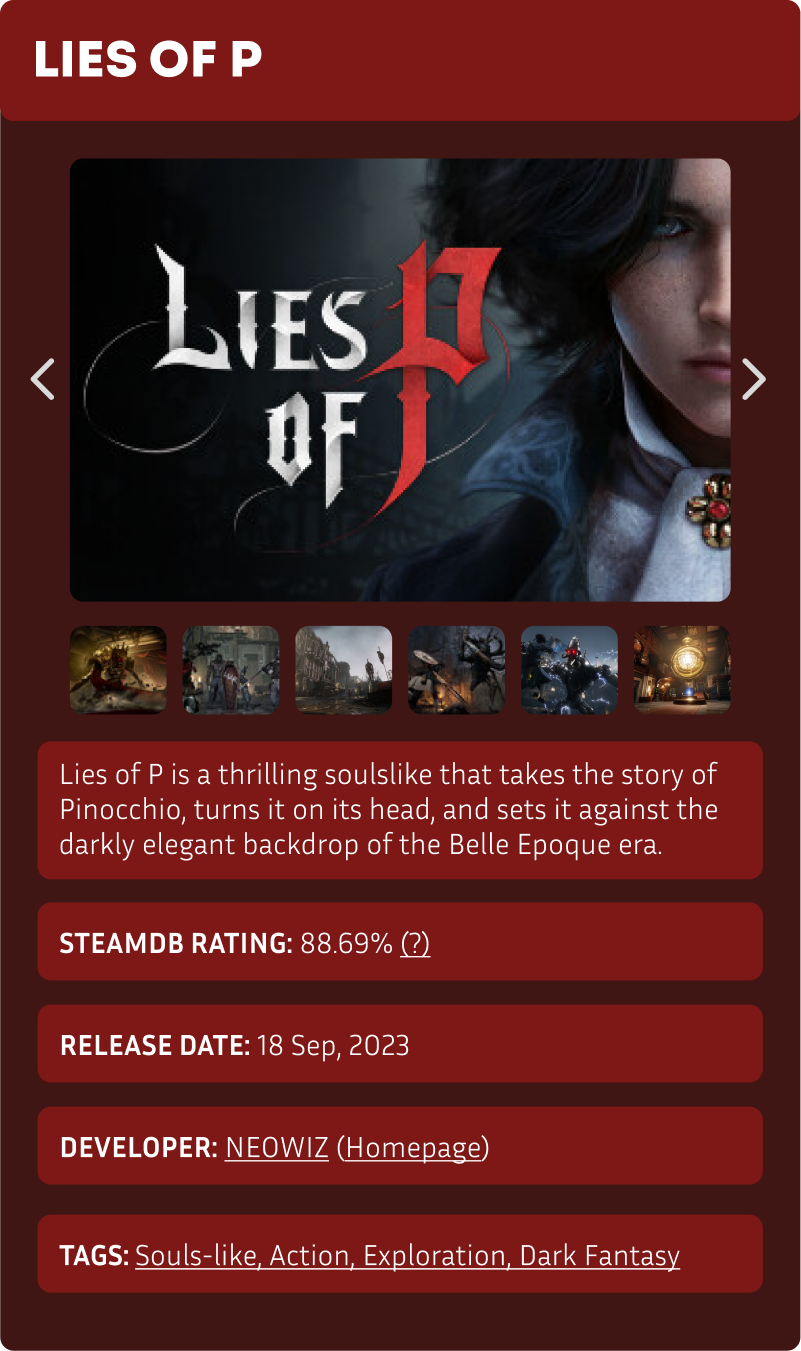 LIES OF P
LIES
OF P
Lies of P is a thrilling soulslike that takes the story of
Pinocchio, turns it on its head, and sets it against the
darkly elegant backdrop of the Belle Epoque era.
STEAMDB RATING: 88.69% (?)
RELEASE DATE: 18 Sep, 2023
DEVELOPER: NEOWIZ (Homepage)
TAGS: Souls-like, Action, Exploration, Dark Fantasy